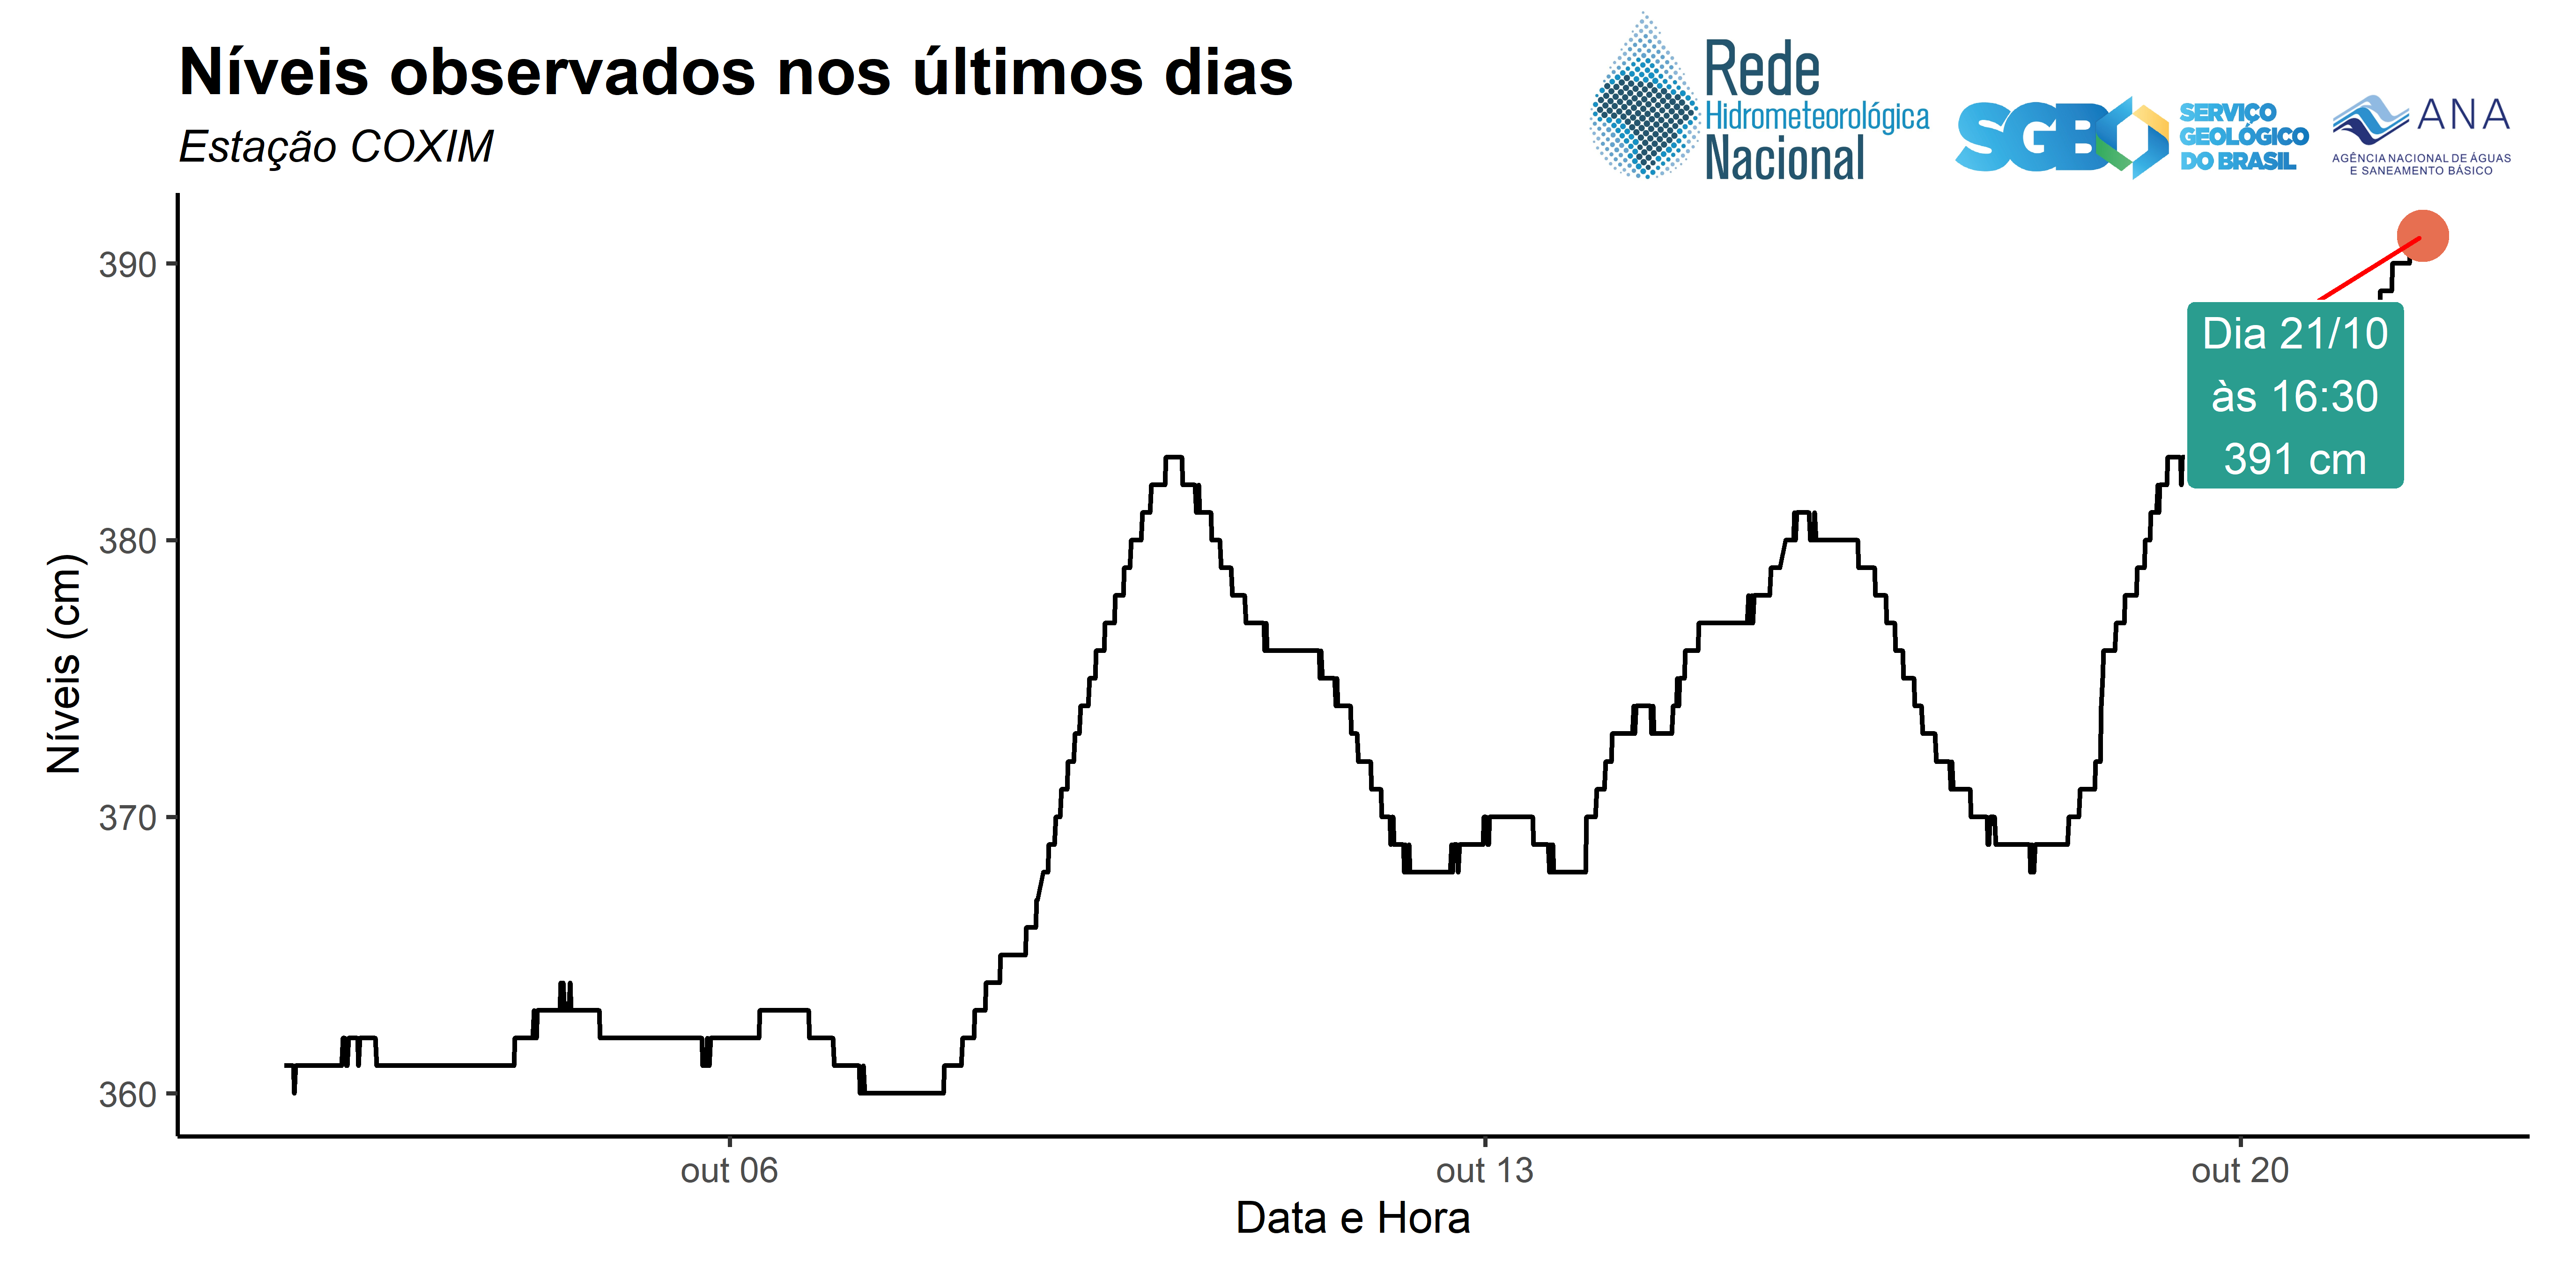 Níveis observados nos últimos dias
Estação COXIM
Rede
Hidrometeorológica
Nacional
SGB
SERVIÇO
GEOLÓGICO
DO BRASIL
ANA
AGÊNCIA NACIONAL DE ÁGUAS
E SANEAMENTO BÁSICO
Níveis (cm)
390
380
370
360
Dia 21/10
às 16:30
391 cm
out 06
out 13
out 20
Data e Hora